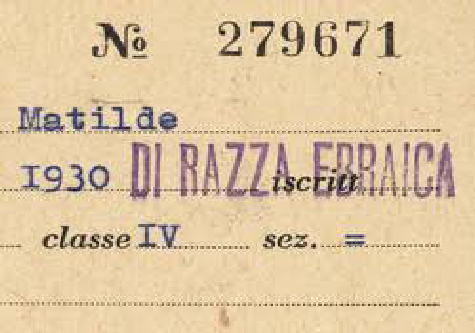 No 279671
Matilde
1930 DI RAZZA EBRAICA iscritt
classe IV sez. =